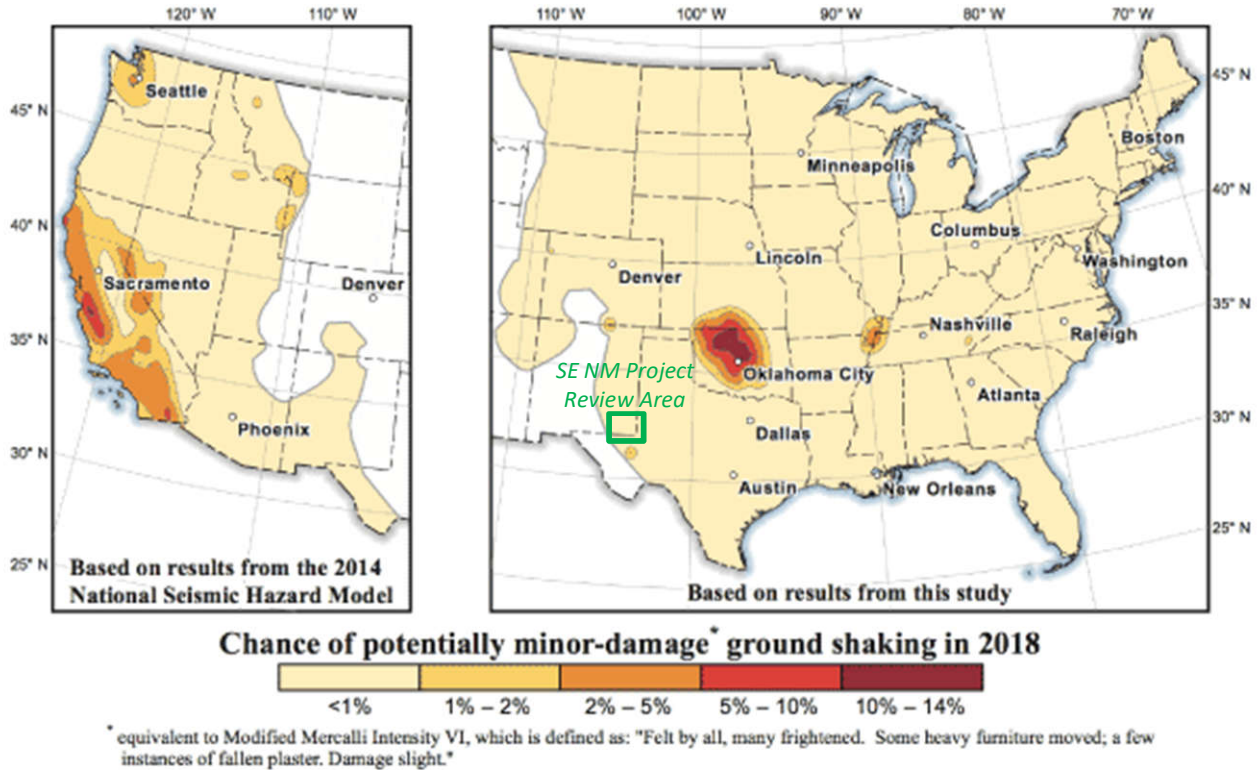 120° W
110° W
110° W
100° W
90° W
80° W
70° W
45° N
40° N
35° N
30° N
25° N
45° N
40° N
35° N
30° N
25° N
Seattle
Sacramento
Denver
Phoenix
Based on results from the 2014
National Seismic Hazard Model
Minneapolis
Boston
Columbus
Lincoln
Washington
Denver
Nashville
Raleigh
SE NM Project
Review Area
Oklahoma City
Atlanta
Dallas
Austin
New Orleans
Based on results from this study
Chance of potentially minor-damage* ground shaking in 2018
<1%
1% – 2%
2% – 5%
5% – 10%
10% – 14%
* equivalent to Modified Mercalli Intensity VI, which is defined as: "Felt by all, many frightened. Some heavy furniture moved; a few
instances of fallen plaster. Damage slight."